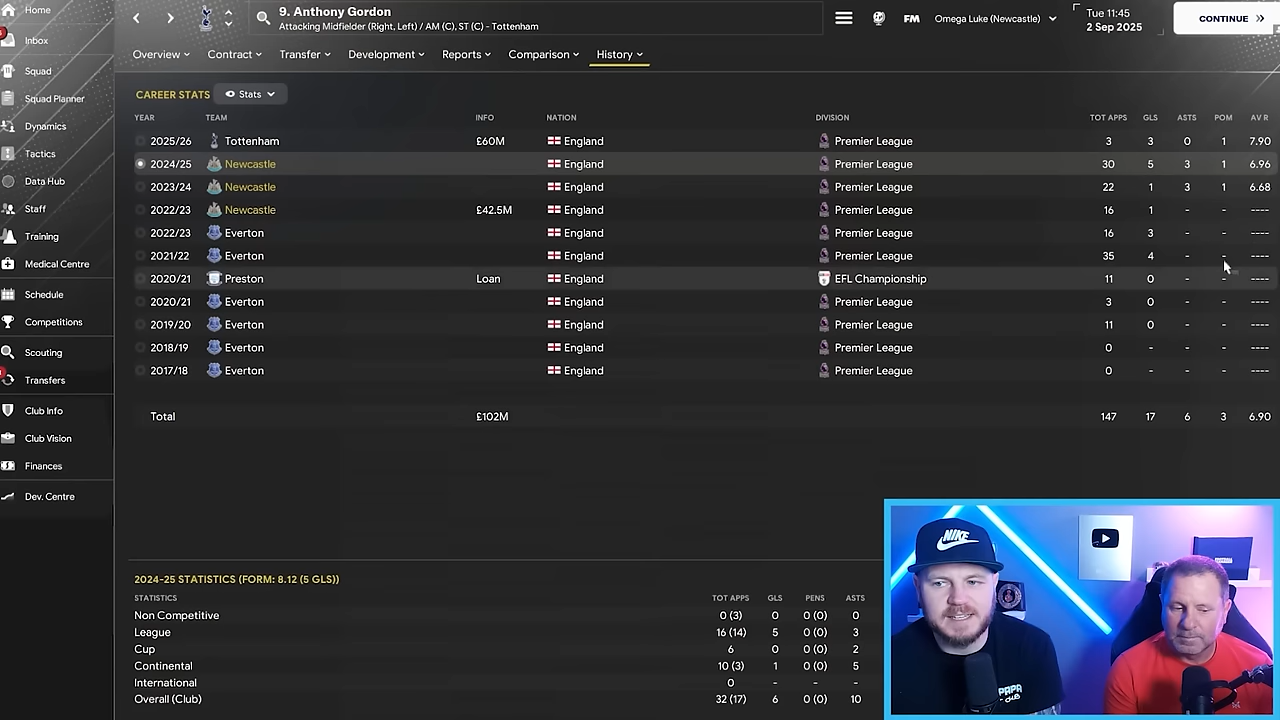 Home
Inbox
Squad
Squad Planner
Dynamics
Tactics
Data Hub
Staff
Training
Medical Centre
Schedule
Competitions
Scouting
Transfers
Club Info
Club Vision
Finances
Dev. Centre
9. Anthony Gordon
Attacking Midfielder (Right, Left) / AM (C), ST (C) - Tottenham
FM Omega Luke (Newcastle)
Tue 11:45
2 Sep 2025
CONTINUE
Overview Contract Transfer Development Reports Comparison History
CAREER STATS Stats
YEAR TEAM INFO NATION DIVISION TOT APPS GLS ASTS POM AV R
2025/26 Tottenham £60M England Premier League 3 3 0 1 7.90
2024/25 Newcastle England Premier League 30 5 3 1 6.96
2023/24 Newcastle England Premier League 22 1 3 1 6.68
2022/23 Newcastle £42.5M England Premier League 16 1 - - ----
2022/23 Everton England Premier League 16 3 - - ----
2021/22 Everton England Premier League 35 4 - - ----
2020/21 Preston Loan England EFL Championship 11 0 - - ----
2020/21 Everton England Premier League 3 0 - - ----
2019/20 Everton England Premier League 11 0 - - ----
2018/19 Everton England Premier League 0 - - - ----
2017/18 Everton England Premier League 0 - - - ----
Total £102M 147 17 6 3 6.90
2024-25 STATISTICS (FORM: 8.12 (5 GLS))
STATISTICS TOT APPS GLS PENS ASTS
Non Competitive 0 (3) 0 0 (0) 0
League 16 (14) 5 0 (0) 3
Cup 6 0 0 (0) 2
Continental 10 (3) 1 0 (0) 5
International 0 - - -
Overall (Club) 32 (17) 6 0 (0) 10
NIKE